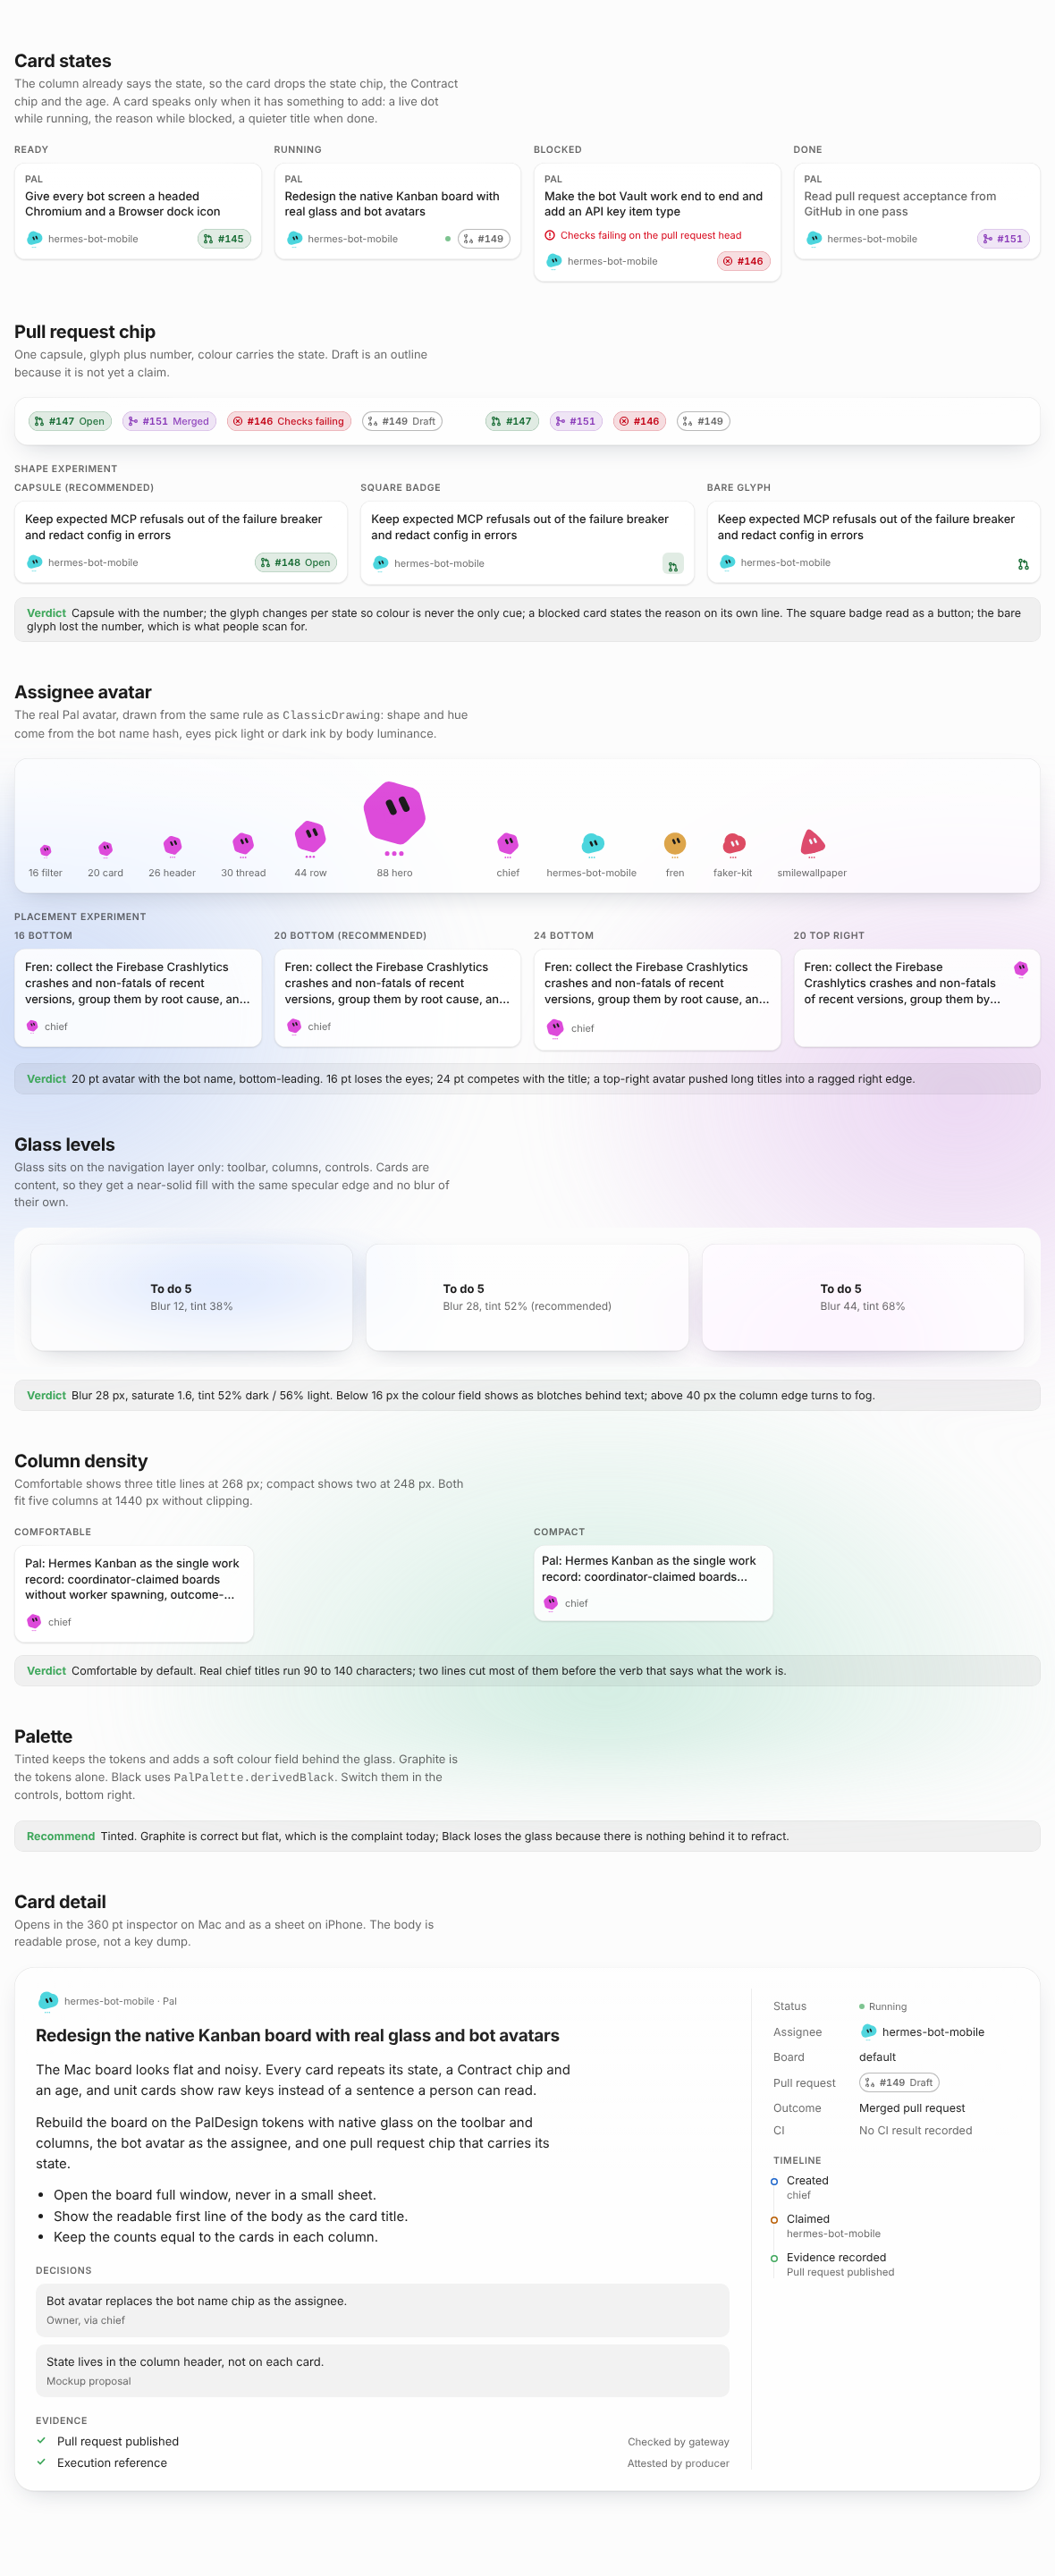 Card states
The column already says the state, so the card drops the state chip, the Contract
chip and the age. A card speaks only when it has something to add: a live dot
while running, the reason while blocked, a quieter title when done.
READY
PAL
Give every bot screen a headed
Chromium and a Browser dock icon
hermes-bot-mobile
#145
RUNNING
PAL
Redesign the native Kanban board with
real glass and bot avatars
hermes-bot-mobile
#149
BLOCKED
PAL
Make the bot Vault work end to end and
add an API key item type
Checks failing on the pull request head
hermes-bot-mobile
#146
DONE
PAL
Read pull request acceptance from
GitHub in one pass
hermes-bot-mobile
#151
Pull request chip
One capsule, glyph plus number, colour carries the state. Draft is an outline
because it is not yet a claim.
#147 Open
#151 Merged
#146 Checks failing
#149 Draft
#147
#151
#146
#149
SHAPE EXPERIMENT
CAPSULE (RECOMMENDED)
Keep expected MCP refusals out of the failure breaker
and redact config in errors
hermes-bot-mobile
#148 Open
SQUARE BADGE
Keep expected MCP refusals out of the failure breaker
and redact config in errors
hermes-bot-mobile
BARE GLYPH
Keep expected MCP refusals out of the failure breaker
and redact config in errors
hermes-bot-mobile
Verdict Capsule with the number; the glyph changes per state so colour is never the only cue; a blocked card states the reason on its own line. The square badge read as a button; the bare
glyph lost the number, which is what people scan for.
Assignee avatar
The real Pal avatar, drawn from the same rule as ClassicDrawing: shape and hue
come from the bot name hash, eyes pick light or dark ink by body luminance.
16 filter
20 card
26 header
30 thread
44 row
88 hero
chief
hermes-bot-mobile
fren
faker-kit
smilewallpaper
PLACEMENT EXPERIMENT
16 BOTTOM
Fren: collect the Firebase Crashlytics
crashes and non-fatals of recent
versions, group them by root cause, an...
chief
20 BOTTOM (RECOMMENDED)
Fren: collect the Firebase Crashlytics
crashes and non-fatals of recent
versions, group them by root cause, an...
chief
24 BOTTOM
Fren: collect the Firebase Crashlytics
crashes and non-fatals of recent
versions, group them by root cause, an...
chief
20 TOP RIGHT
Fren: collect the Firebase
Crashlytics crashes and non-fatals
of recent versions, group them by...
Verdict 20 pt avatar with the bot name, bottom-leading. 16 pt loses the eyes; 24 pt competes with the title; a top-right avatar pushed long titles into a ragged right edge.
Glass levels
Glass sits on the navigation layer only: toolbar, columns, controls. Cards are
content, so they get a near-solid fill with the same specular edge and no blur of
their own.
To do 5
Blur 12, tint 38%
To do 5
Blur 28, tint 52% (recommended)
To do 5
Blur 44, tint 68%
Verdict Blur 28 px, saturate 1.6, tint 52% dark / 56% light. Below 16 px the colour field shows as blotches behind text; above 40 px the column edge turns to fog.
Column density
Comfortable shows three title lines at 268 px; compact shows two at 248 px. Both
fit five columns at 1440 px without clipping.
COMFORTABLE
Pal: Hermes Kanban as the single work
record: coordinator-claimed boards
without worker spawning, outcome-...
chief
COMPACT
Pal: Hermes Kanban as the single work
record: coordinator-claimed boards...
chief
Verdict Comfortable by default. Real chief titles run 90 to 140 characters; two lines cut most of them before the verb that says what the work is.
Palette
Tinted keeps the tokens and adds a soft colour field behind the glass. Graphite is
the tokens alone. Black uses PalPalette.derivedBlack. Switch them in the
controls, bottom right.
Recommend Tinted. Graphite is correct but flat, which is the complaint today; Black loses the glass because there is nothing behind it to refract.
Card detail
Opens in the 360 pt inspector on Mac and as a sheet on iPhone. The body is
readable prose, not a key dump.
hermes-bot-mobile · Pal
Redesign the native Kanban board with real glass and bot avatars
The Mac board looks flat and noisy. Every card repeats its state, a Contract chip and
an age, and unit cards show raw keys instead of a sentence a person can read.
Rebuild the board on the PalDesign tokens with native glass on the toolbar and
columns, the bot avatar as the assignee, and one pull request chip that carries its
state.
• Open the board full window, never in a small sheet.
• Show the readable first line of the body as the card title.
• Keep the counts equal to the cards in each column.
DECISIONS
Bot avatar replaces the bot name chip as the assignee.
Owner, via chief
State lives in the column header, not on each card.
Mockup proposal
EVIDENCE
Pull request published
Checked by gateway
Execution reference
Attested by producer
Status
Running
Assignee
hermes-bot-mobile
Board
default
Pull request
#149 Draft
Outcome
Merged pull request
CI
No CI result recorded
TIMELINE
Created
chief
Claimed
hermes-bot-mobile
Evidence recorded
Pull request published